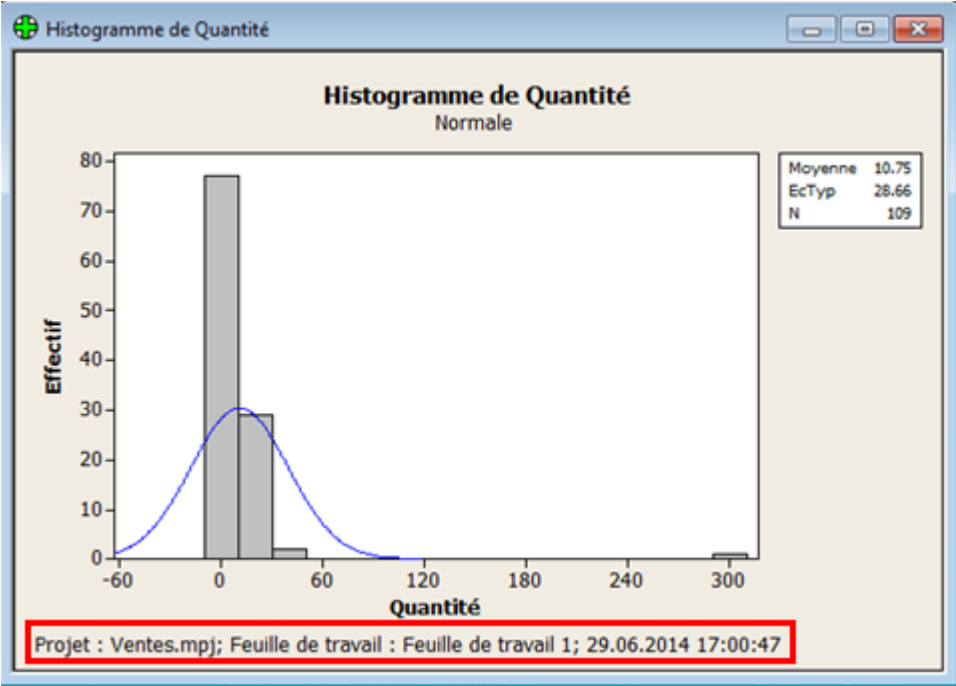 Histogramme de Quantité
Histogramme de Quantité
Normale
80
70
60
50
40
30
20
10
0
Effectif
-60 0 60 120 180 240 300
Quantité
Moyenne 10.75
EcTyp 28.66
N 109
Projet : Ventes.mpj; Feuille de travail : Feuille de travail 1; 29.06.2014 17:00:47